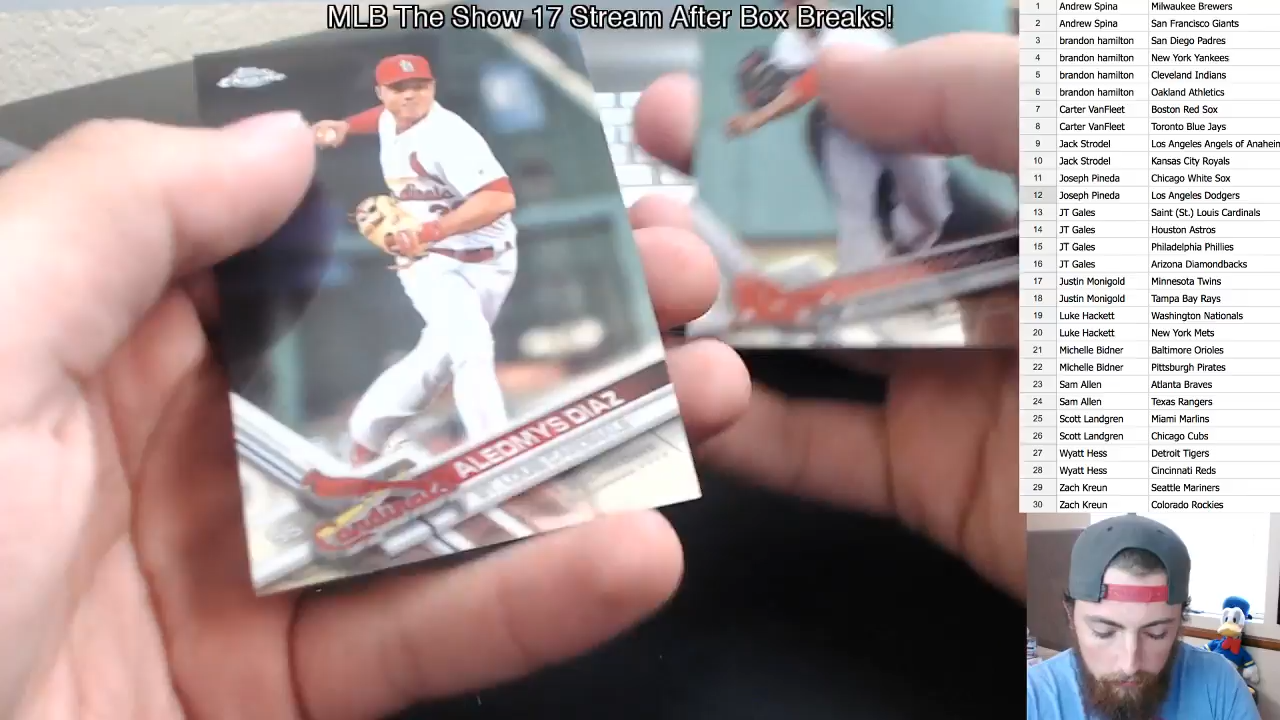 MLB The Show 17 Stream After Box Breaks!
1 Andrew Spina Milwaukee Brewers
2 Andrew Spina San Francisco Giants
3 brandon hamilton San Diego Padres
4 brandon hamilton New York Yankees
5 brandon hamilton Cleveland Indians
6 brandon hamilton Oakland Athletics
7 Carter VanFleet Boston Red Sox
8 Carter VanFleet Toronto Blue Jays
9 Jack Strodel Los Angeles Angels of Anaheim
10 Jack Strodel Kansas City Royals
11 Joseph Pineda Chicago White Sox
12 Joseph Pineda Los Angeles Dodgers
13 JT Gales Saint (St.) Louis Cardinals
14 JT Gales Houston Astros
15 JT Gales Philadelphia Phillies
16 JT Gales Arizona Diamondbacks
17 Justin Monigold Minnesota Twins
18 Justin Monigold Tampa Bay Rays
19 Luke Hackett Washington Nationals
20 Luke Hackett New York Mets
21 Michelle Bidner Baltimore Orioles
22 Michelle Bidner Pittsburgh Pirates
23 Sam Allen Atlanta Braves
24 Sam Allen Texas Rangers
25 Scott Landgren Miami Marlins
26 Scott Landgren Chicago Cubs
27 Wyatt Hess Detroit Tigers
28 Wyatt Hess Cincinnati Reds
29 Zach Kreun Seattle Mariners
30 Zach Kreun Colorado Rockies
ALEDMYS DIAZ
Cardinals